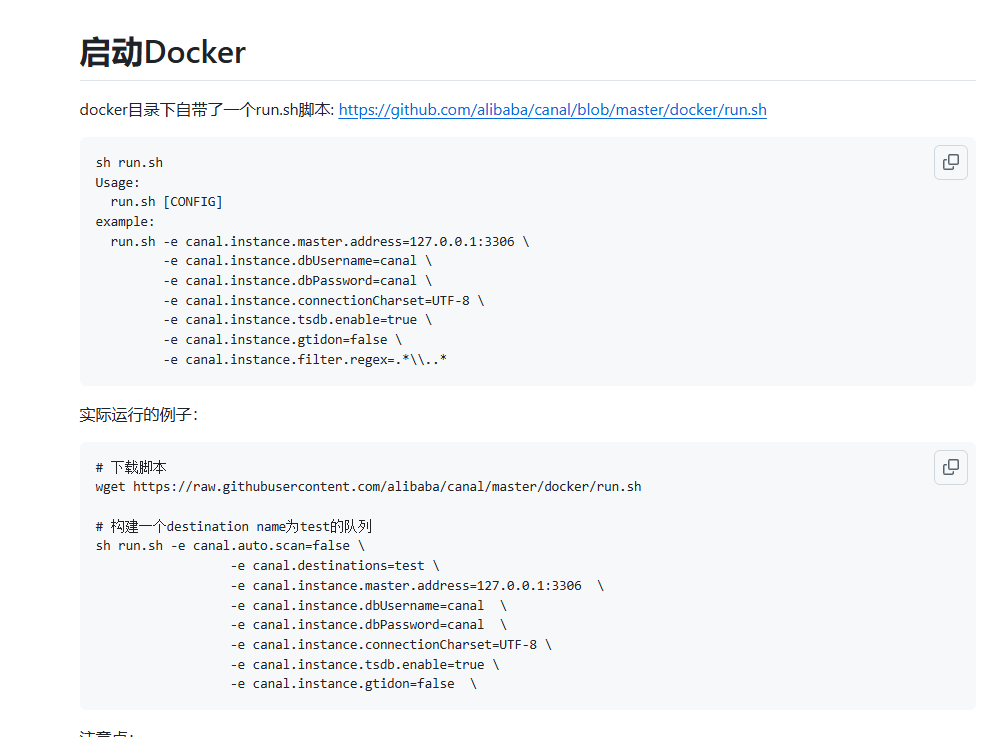 启动Docker
docker目录下自带了一个run.sh脚本: https://github.com/alibaba/canal/blob/master/docker/run.sh
sh run.sh
Usage:
  run.sh [CONFIG]
example:
  run.sh -e canal.instance.master.address=127.0.0.1:3306 \
         -e canal.instance.dbUsername=canal \
         -e canal.instance.dbPassword=canal \
         -e canal.instance.connectionCharset=UTF-8 \
         -e canal.instance.tsdb.enable=true \
         -e canal.instance.gtidon=false \
         -e canal.instance.filter.regex=.*\\..*
实际运行的例子：
# 下载脚本
wget https://raw.githubusercontent.com/alibaba/canal/master/docker/run.sh
# 构建一个destination name为test的队列
sh run.sh -e canal.auto.scan=false \
                  -e canal.destinations=test \
                  -e canal.instance.master.address=127.0.0.1:3306  \
                  -e canal.instance.dbUsername=canal  \
                  -e canal.instance.dbPassword=canal  \
                  -e canal.instance.connectionCharset=UTF-8 \
                  -e canal.instance.tsdb.enable=true \
                  -e canal.instance.gtidon=false  \
注意点：